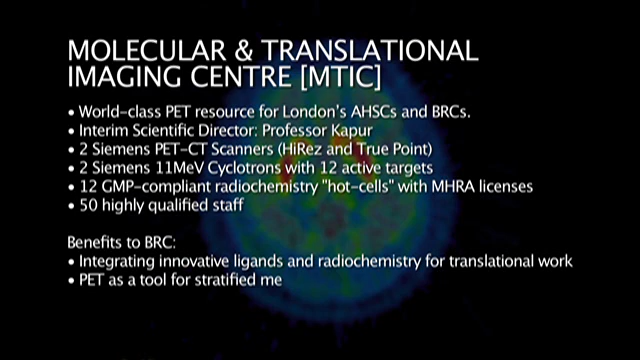 MOLECULAR & TRANSLATIONAL
IMAGING CENTRE [MTIC]
• World-class PET resource for London's AHSCs and BRCs.
• Interim Scientific Director: Professor Kapur
• 2 Siemens PET-CT Scanners (HiRez and True Point)
• 2 Siemens 11MeV Cyclotrons with 12 active targets
• 12 GMP-compliant radiochemistry "hot-cells" with MHRA licenses
• 50 highly qualified staff
Benefits to BRC:
• Integrating innovative ligands and radiochemistry for translational work
• PET as a tool for stratified me